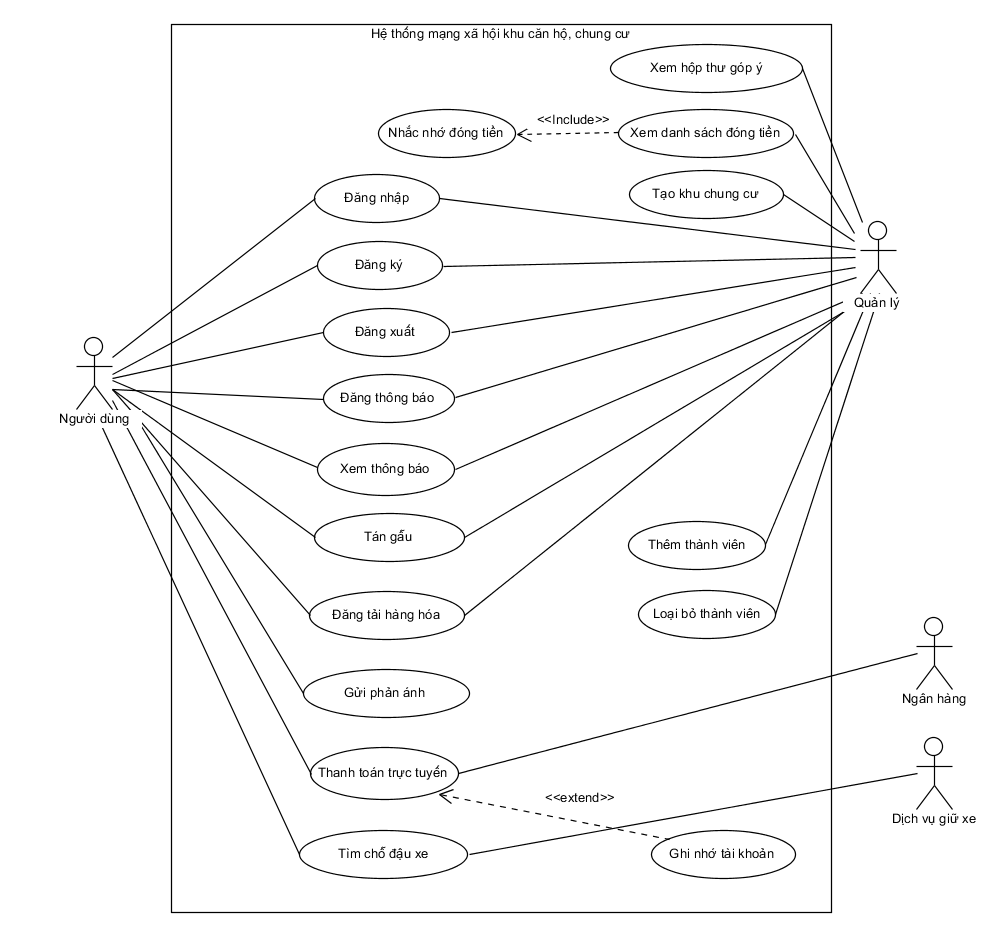 Hệ thống mạng xã hội khu căn hộ, chung cư
Xem hộp thư góp ý
<<Include>>
Nhắc nhớ đóng tiền
Xem danh sách đóng tiền
Đăng nhập
Tạo khu chung cư
Đăng ký
Quản lý
Đăng xuất
Đăng thông báo
Người dùng
Xem thông báo
Tán gẫu
Thêm thành viên
Đăng tải hàng hóa
Loại bỏ thành viên
Gửi phản ánh
Ngân hàng
Thanh toán trực tuyến
<<extend>>
Dịch vụ giữ xe
Tìm chỗ đậu xe
Ghi nhớ tài khoản